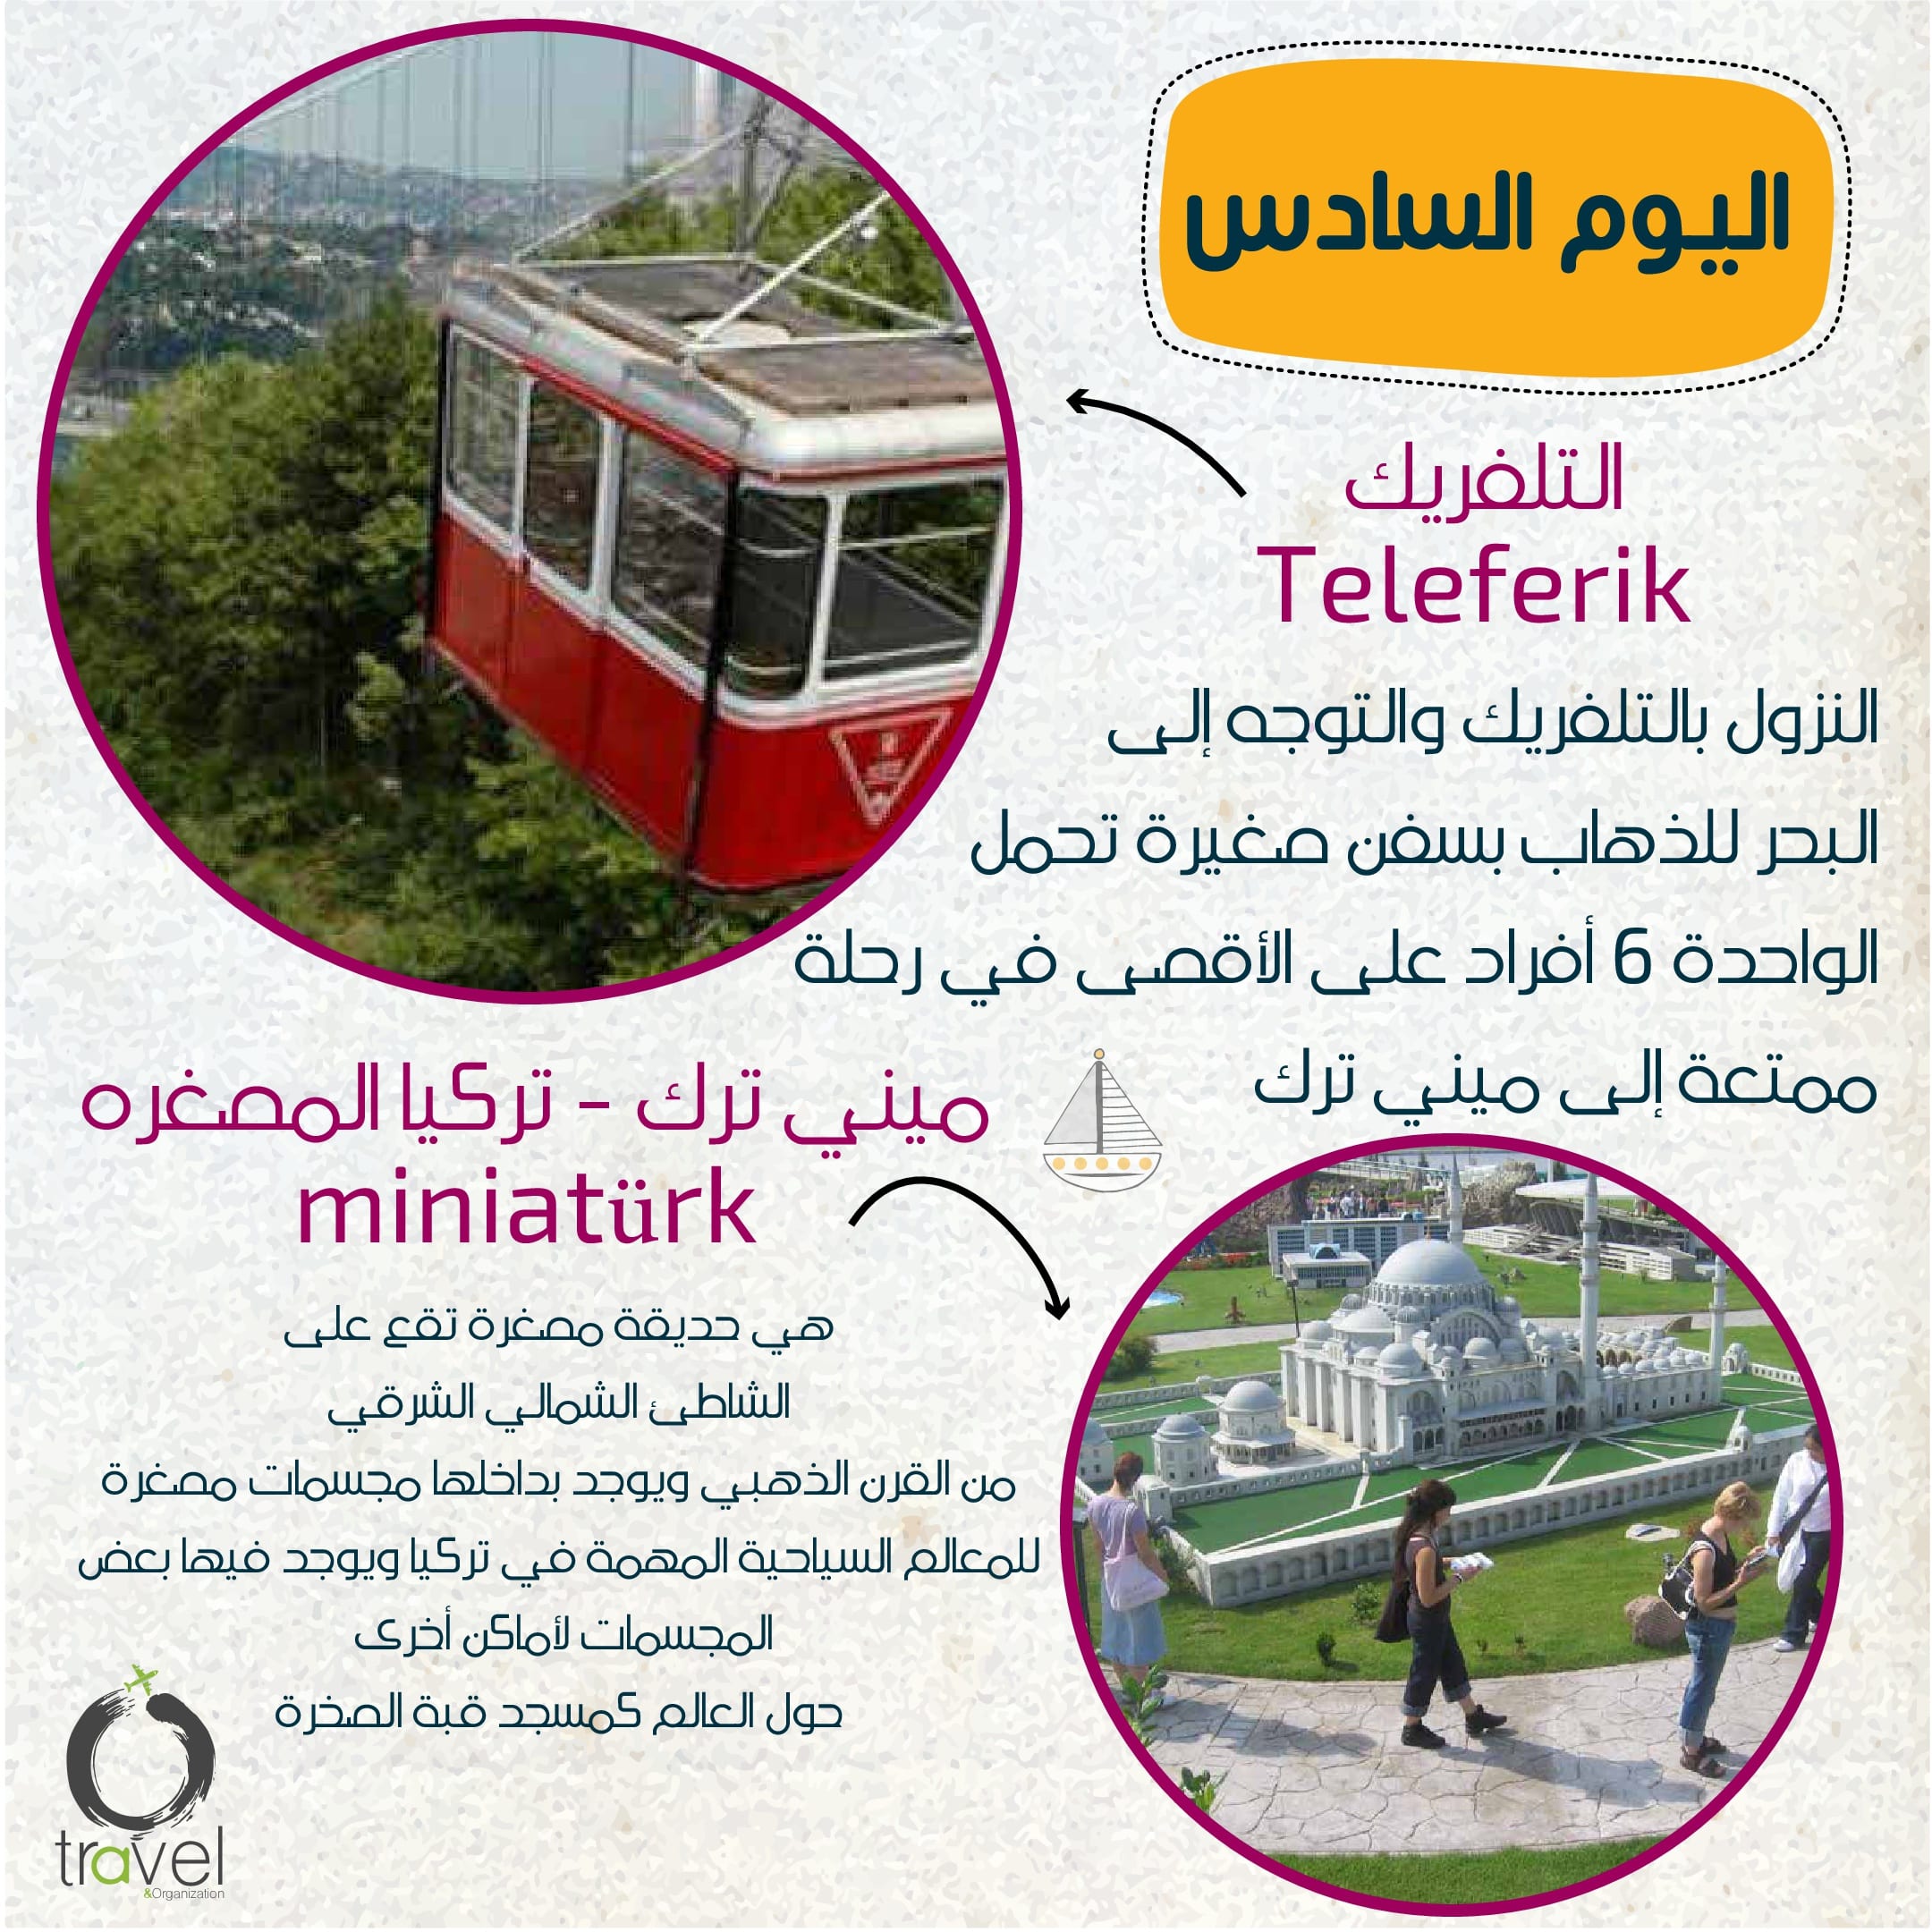 اليوم السادس
التلفريك
Teleferik
النزول بالتلفريك والتوجه إلى
البحر للذهاب بسفن صغيرة تحمل
الواحدة 6 أفراد على الأقصى في رحلة
ممتعة إلى ميني ترك
ميني ترك - تركيا المصغره
miniatürk
هي حديقة مصغرة تقع على
الشاطئ الشمالي الشرقي
من القرن الذهبي ويوجد بداخلها مجسمات مصغرة
للمعالم السياحية المهمة في تركيا ويوجد فيها بعض
المجسمات لأماكن أخرى
حول العالم كمسجد قبة الصخرة
travel
&Organization